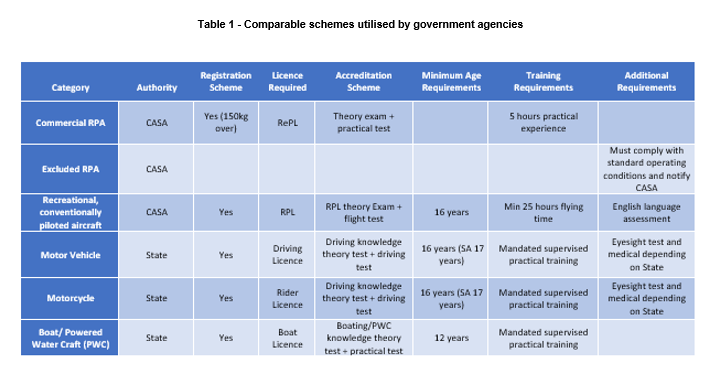 Table 1 - Comparable schemes utilised by government agencies
Category Authority Registration Scheme Licence Required Accreditation Scheme Minimum Age Requirements Training Requirements Additional Requirements
Commercial RPA CASA Yes (150kg over) RePL Theory exam + practical test 5 hours practical experience
Excluded RPA CASA Must comply with standard operating conditions and notify CASA
Recreational, conventionally piloted aircraft CASA Yes RPL RPL theory Exam + flight test 16 years Min 25 hours flying time English language assessment
Motor Vehicle State Yes Driving Licence Driving knowledge theory test + driving test 16 years (SA 17 years) Mandated supervised practical training Eyesight test and medical depending on State
Motorcycle State Yes Rider Licence Driving knowledge theory test + driving test 16 years (SA 17 years) Mandated supervised practical training Eyesight test and medical depending on State
Boat/ Powered Water Craft (PWC) State Yes Boat Licence Boating/PWC knowledge theory test + practical test 12 years Mandated supervised practical training